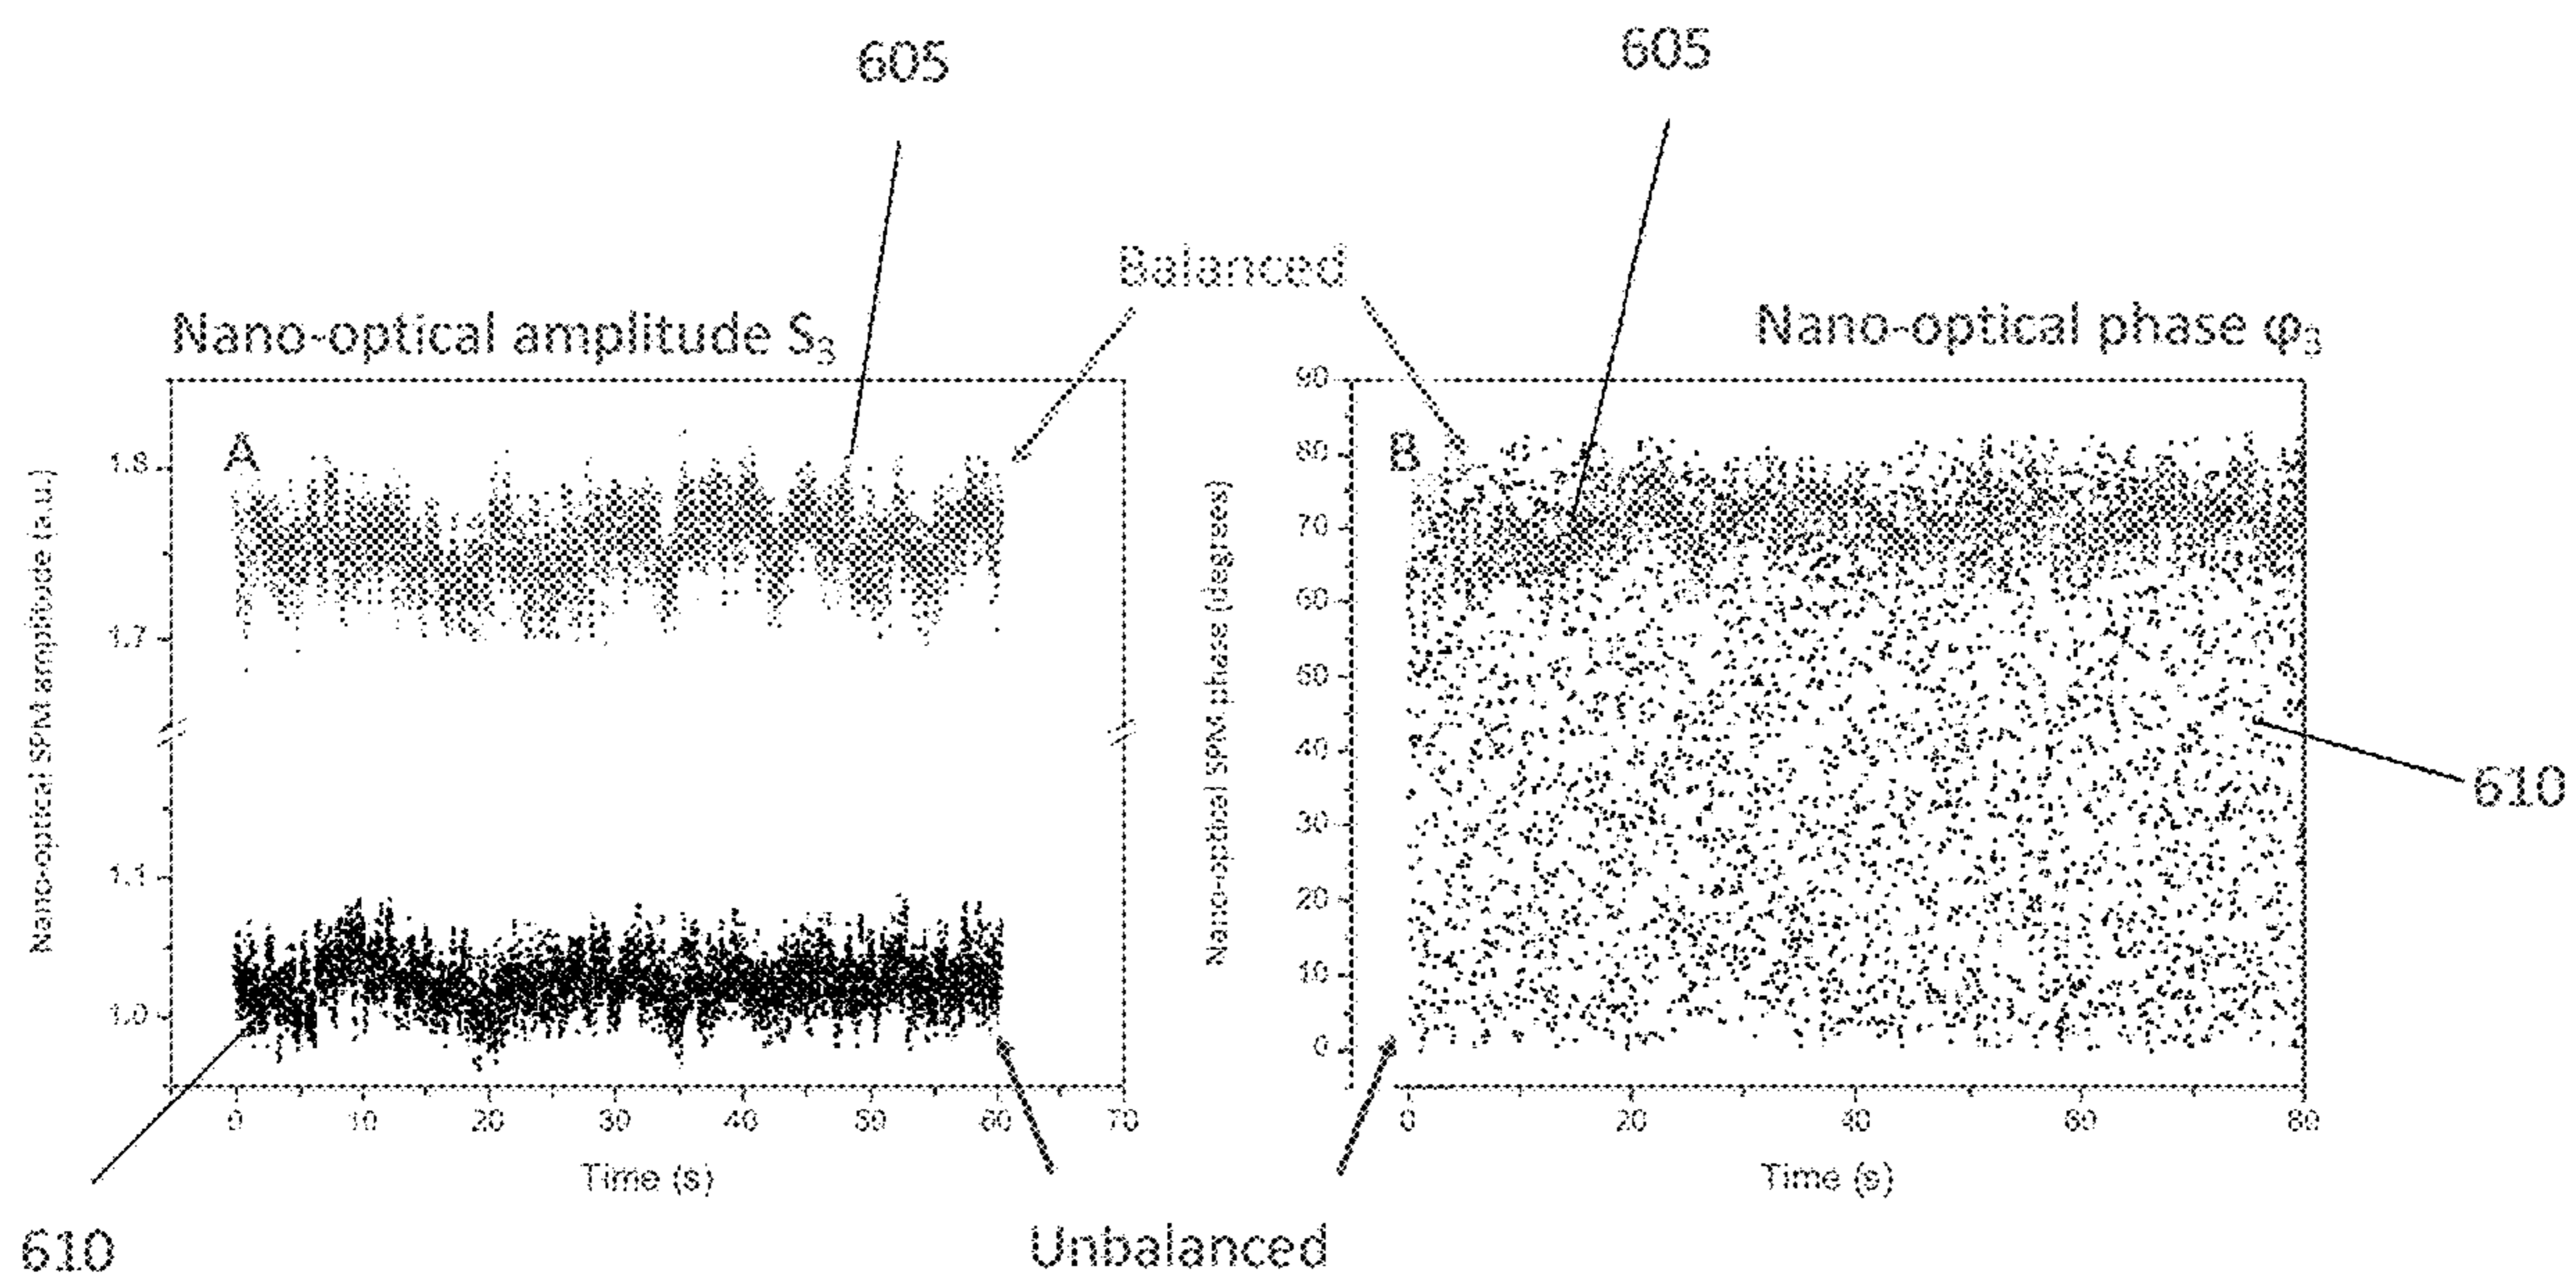 605
605
Balanced
Nano-optical amplitude S₃
Nano-optical phase φ₃
A
B
Nano-optical SPM amplitude (a.u.)
1.8
1.7
1.1
1.0
0 10 20 30 40 50 60 70
Time (s)
Nano-optical SPM phase (degrees)
90
80
70
60
50
40
30
20
10
0
0 20 40 60 80
Time (s)
610
610
Unbalanced